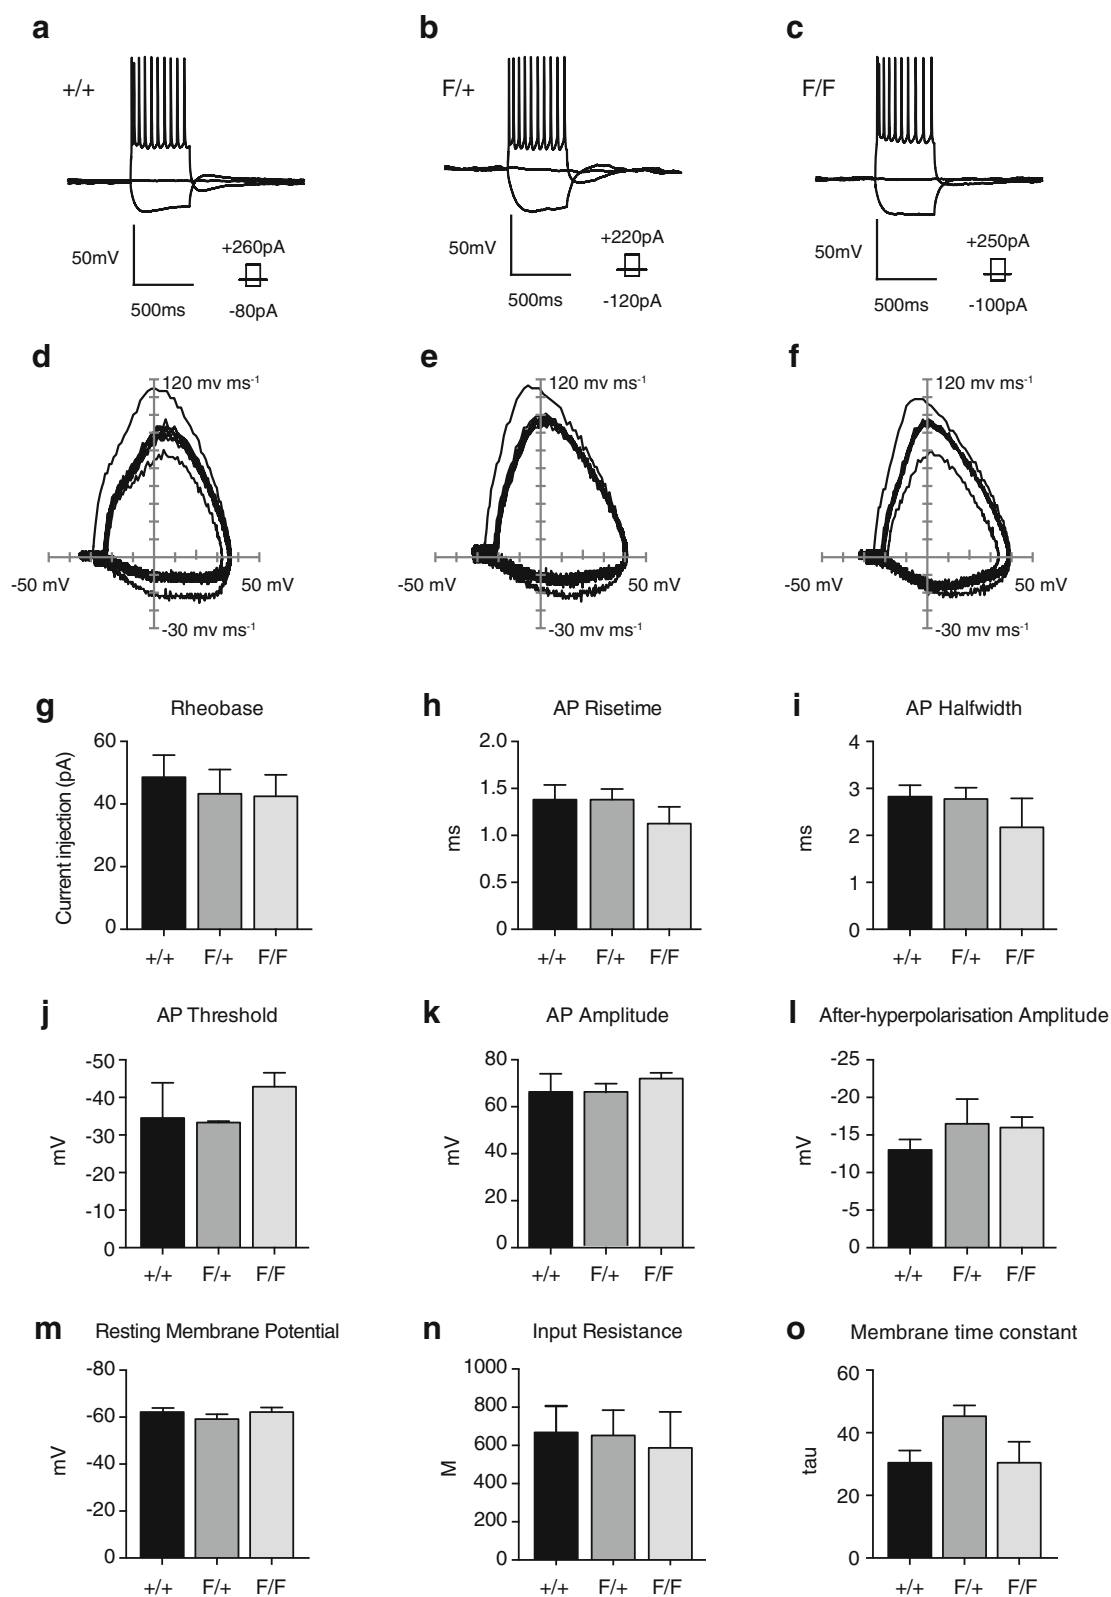 a
b
c
+/+
F/+
F/F
50mV
500ms
+260pA
-80pA
50mV
500ms
+220pA
-120pA
50mV
500ms
+250pA
-100pA
d
e
f
120 mv ms-1
-50 mV
50 mV
-30 mv ms-1
120 mv ms-1
-50 mV
50 mV
-30 mv ms-1
120 mv ms-1
-50 mV
50 mV
-30 mv ms-1
g
Rheobase
Current injection (pA)
60
40
20
0
+/+ F/+ F/F
h
AP Risetime
ms
2.0
1.5
1.0
0.5
0
+/+ F/+ F/F
i
AP Halfwidth
ms
4
3
2
1
0
+/+ F/+ F/F
j
AP Threshold
mV
-50
-40
-30
-20
-10
0
+/+ F/+ F/F
k
AP Amplitude
mV
80
60
40
20
0
+/+ F/+ F/F
l
After-hyperpolarisation Amplitude
mV
-25
-20
-15
-10
-5
0
+/+ F/+ F/F
m
Resting Membrane Potential
mV
-80
-60
-40
-20
0
+/+ F/+ F/F
n
Input Resistance
M
1000
800
600
400
200
0
+/+ F/+ F/F
o
Membrane time constant
tau
60
40
20
0
+/+ F/+ F/F